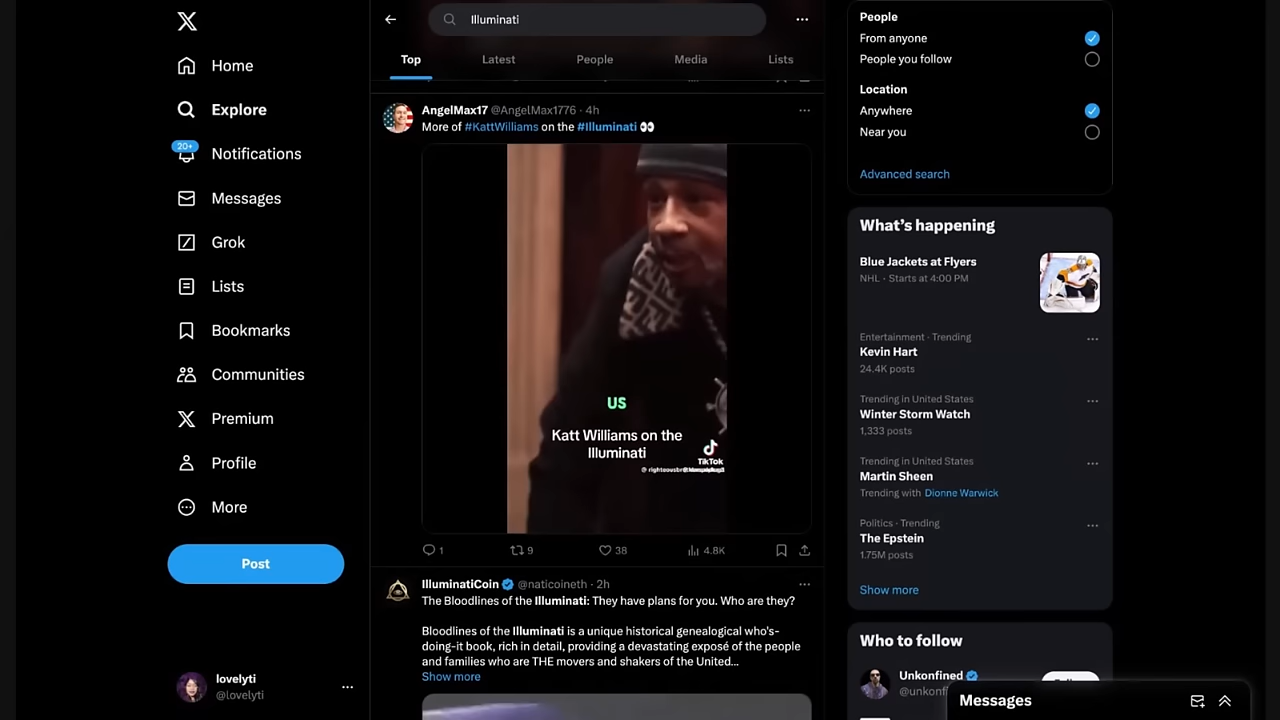 Home
Explore
20+
Notifications
Messages
Grok
Lists
Bookmarks
Communities
Premium
Profile
More
Post
lovelyti
@lovelyti
Illuminati
Top
Latest
People
Media
Lists
AngelMax17 @AngelMax1776 · 4h
More of #KattWilliams on the #Illuminati 👀
US
Katt Williams on the
Illuminati
TikTok
1
9
38
4.8K
IlluminatiCoin @naticoineth · 2h
The Bloodlines of the Illuminati: They have plans for you. Who are they?
Bloodlines of the Illuminati is a unique historical genealogical who's-
doing-it book, rich in detail, providing a devastating exposé of the people
and families who are THE movers and shakers of the United...
Show more
People
From anyone
People you follow
Location
Anywhere
Near you
Advanced search
What's happening
Blue Jackets at Flyers
NHL - Starts at 4:00 PM
Entertainment · Trending
Kevin Hart
24.4K posts
Trending in United States
Winter Storm Watch
1,333 posts
Trending in United States
Martin Sheen
Trending with Dionne Warwick
Politics · Trending
The Epstein
1.75M posts
Show more
Who to follow
Unkonfined
Messages